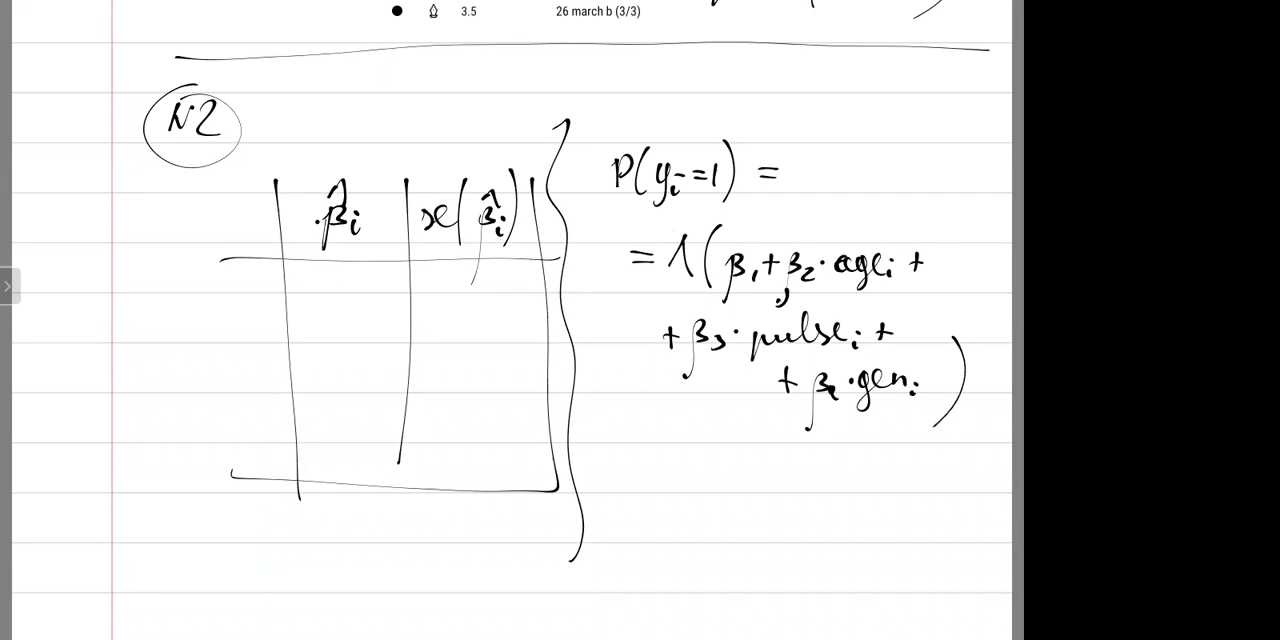 3.5 26 march b (3/3)
№2
β̂i se(β̂i)
P(yi=1) =
= Λ(β1+β2·agei +
+ β3·pulsei +
+ β4·geni)